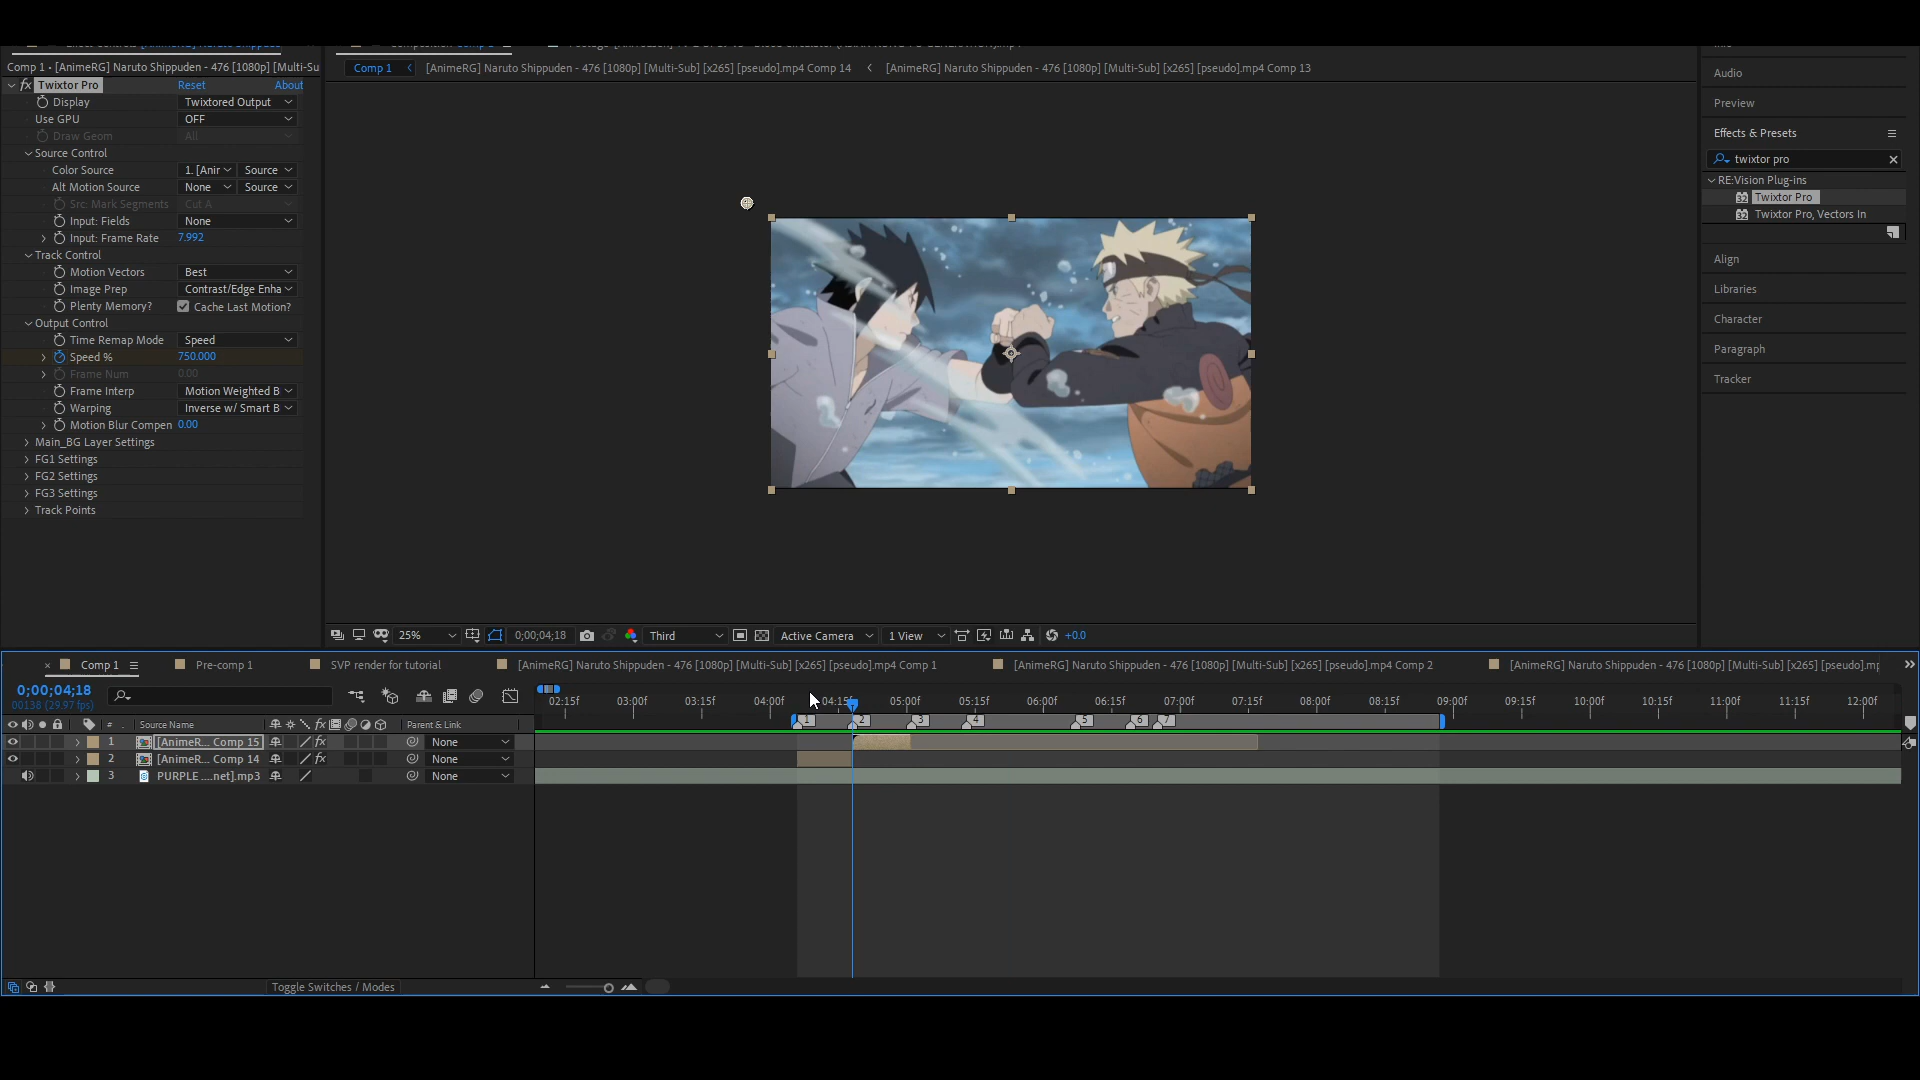 Comp 1 • [AnimeRG] Naruto Shippuden - 476 [1080p] [Multi-Su
fx Twixtor Pro Reset About
Display Twixtored Output
Use GPU OFF
Draw Geom All
Source Control
Color Source 1. [Anir Source
Alt Motion Source None Source
Src: Mark Segments Cut A
Input: Fields None
Input: Frame Rate 7.992
Track Control
Motion Vectors Best
Image Prep Contrast/Edge Enha
Plenty Memory? Cache Last Motion?
Output Control
Time Remap Mode Speed
Speed % 750.000
Frame Num 0.00
Frame Interp Motion Weighted B
Warping Inverse w/ Smart B
Motion Blur Compen 0.00
Main_BG Layer Settings
FG1 Settings
FG2 Settings
FG3 Settings
Track Points
Comp 1 < [AnimeRG] Naruto Shippuden - 476 [1080p] [Multi-Sub] [x265] [pseudo].mp4 Comp 14 < [AnimeRG] Naruto Shippuden - 476 [1080p] [Multi-Sub] [x265] [pseudo].mp4 Comp 13
25% 0;00;04;18 Third Active Camera 1 View +0.0
Audio
Preview
Effects & Presets
twixtor pro
RE:Vision Plug-ins
32 Twixtor Pro
32 Twixtor Pro, Vectors In
Align
Libraries
Character
Paragraph
Tracker
× Comp 1 Pre-comp 1 SVP render for tutorial [AnimeRG] Naruto Shippuden - 476 [1080p] [Multi-Sub] [x265] [pseudo].mp4 Comp 1 [AnimeRG] Naruto Shippuden - 476 [1080p] [Multi-Sub] [x265] [pseudo].mp4 Comp 2 [AnimeRG] Naruto Shippuden - 476 [1080p] [Multi-Sub] [x265] [pseudo].mp
0;00;04;18
00138 (29.97 fps)
02:15f 03:00f 03:15f 04:00f 04:15f 05:00f 05:15f 06:00f 06:15f 07:00f 07:15f 08:00f 08:15f 09:00f 09:15f 10:00f 10:15f 11:00f 11:15f 12:00f
1 2 3 4 5 6 7
# . Source Name fx Parent & Link
1 [AnimeR... Comp 15] fx None
2 [AnimeR... Comp 14 fx None
3 PURPLE ....net].mp3 None
Toggle Switches / Modes